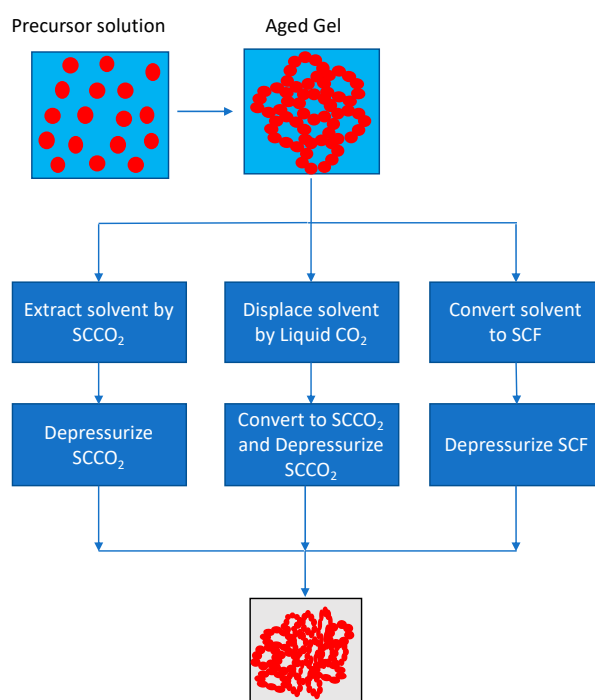 Precursor solution
Aged Gel
Extract solvent by
SCCO₂
Displace solvent
by Liquid CO₂
Convert solvent
to SCF
Depressurize
SCCO₂
Convert to SCCO₂
and Depressurize
SCCO₂
Depressurize SCF